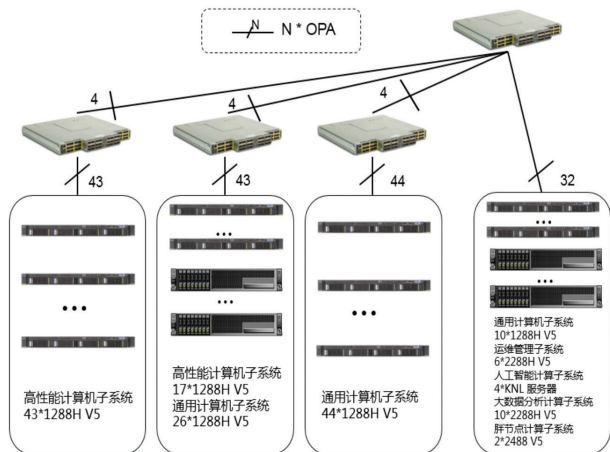 N
N * OPA
4
4
4
43
43
44
32
•••
•••
•••
•••
•••
•••
高性能计算机子系统
43*1288H V5
高性能计算机子系统
17*1288H V5
通用计算机子系统
26*1288H V5
通用计算机子系统
44*1288H V5
通用计算机子系统
10*1288H V5
运维管理子系统
6*2288H V5
人工智能计算子系统
4*KNL 服务器
大数据分析计算子系统
10*2288H V5
胖节点计算子系统
2*2488 V5